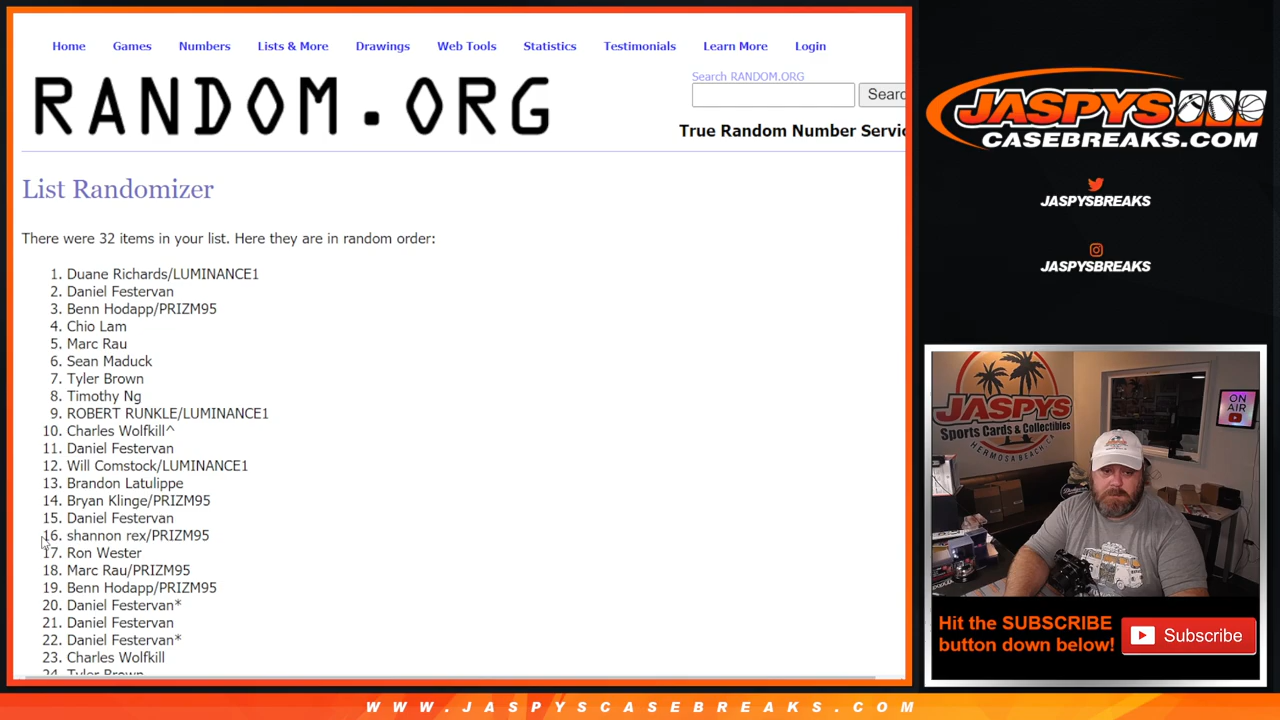 Home Games Numbers Lists & More Drawings Web Tools Statistics Testimonials Learn More Login
RANDOM.ORG
Search RANDOM.ORG
Searc
True Random Number Servic
List Randomizer
There were 32 items in your list. Here they are in random order:
1. Duane Richards/LUMINANCE1
2. Daniel Festervan
3. Benn Hodapp/PRIZM95
4. Chio Lam
5. Marc Rau
6. Sean Maduck
7. Tyler Brown
8. Timothy Ng
9. ROBERT RUNKLE/LUMINANCE1
10. Charles Wolfkill^
11. Daniel Festervan
12. Will Comstock/LUMINANCE1
13. Brandon Latulippe
14. Bryan Klinge/PRIZM95
15. Daniel Festervan
16. shannon rex/PRIZM95
17. Ron Wester
18. Marc Rau/PRIZM95
19. Benn Hodapp/PRIZM95
20. Daniel Festervan*
21. Daniel Festervan
22. Daniel Festervan*
23. Charles Wolfkill
24. Tyler Brown
JASPYS
CASEBREAKS.COM
JASPYSBREAKS
JASPYSBREAKS
JASPYS
Sports Cards & Collectibles
HERMOSA BEACH, CA
ON
AIR
Hit the SUBSCRIBE
button down below!
Subscribe
WWW.JASPYSCASEBREAKS.COM